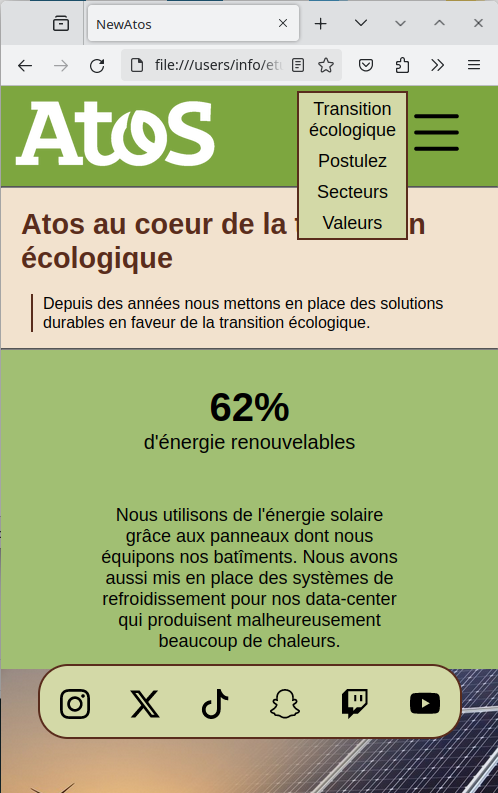 NewAtos
file:///users/info/et
AtoS
Transition
écologique
Postulez
Secteurs
Valeurs
Atos au coeur de la
écologique
Depuis des années nous mettons en place des solutions
durables en faveur de la transition écologique.
62%
d'énergie renouvelables
Nous utilisons de l'énergie solaire
grâce aux panneaux dont nous
équipons nos batîments. Nous avons
aussi mis en place des systèmes de
refroidissement pour nos data-center
qui produisent malheureusement
beaucoup de chaleurs.